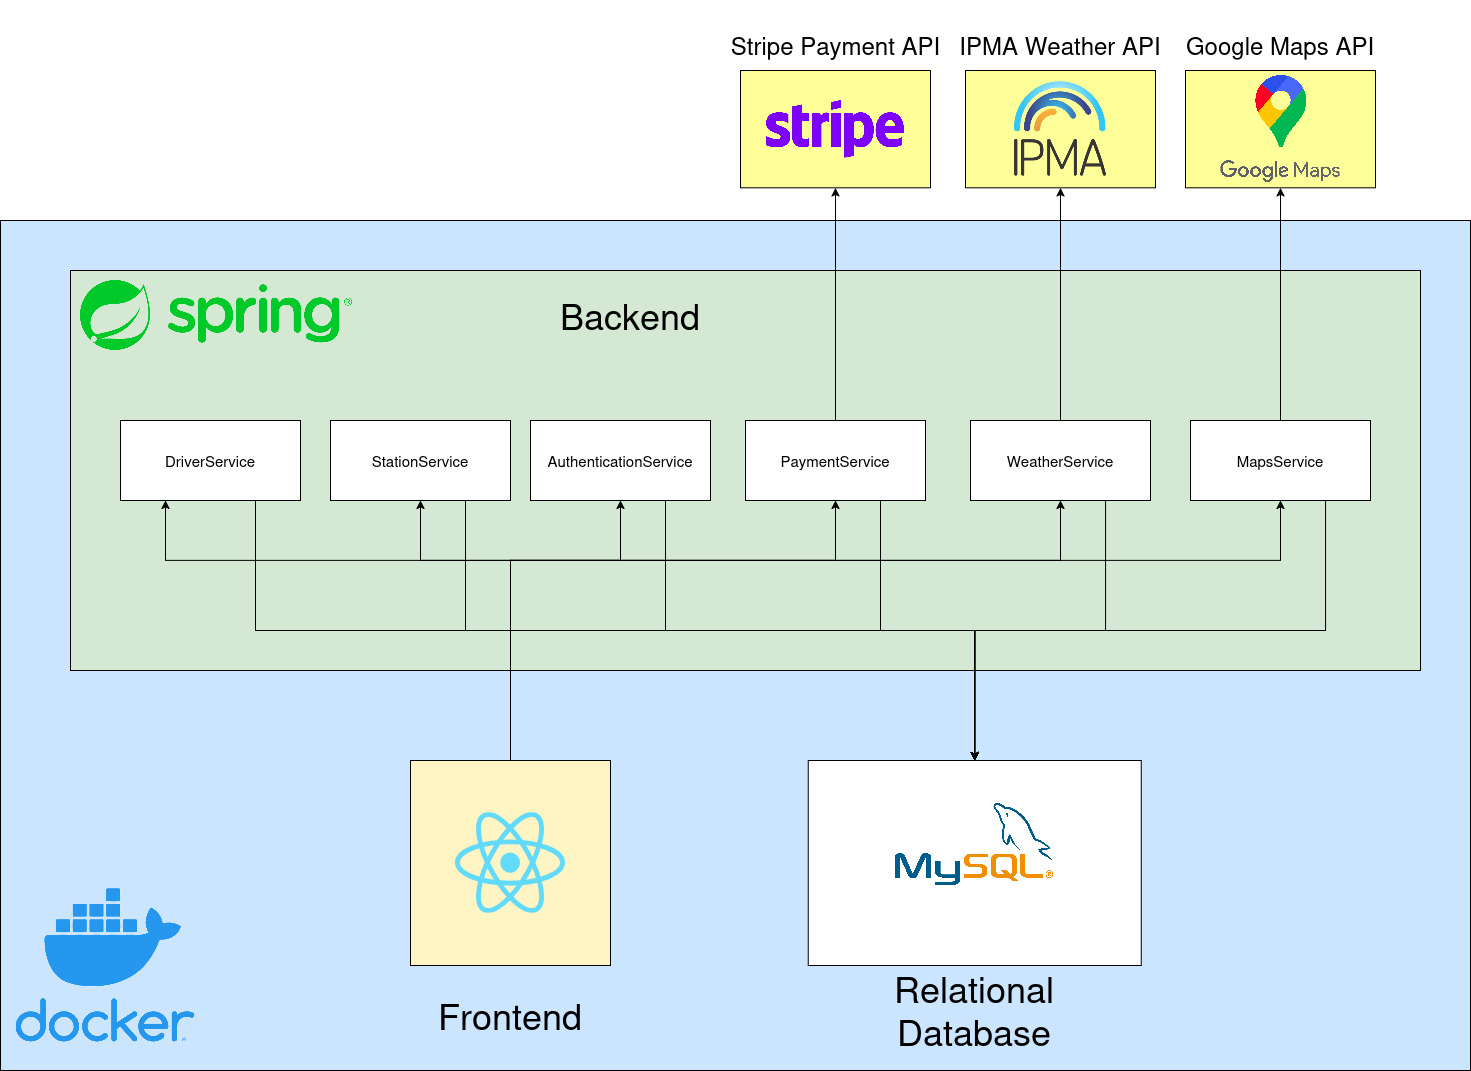 Stripe Payment API
IPMA Weather API
Google Maps API
stripe
IPMA
Google Maps
spring®
Backend
DriverService
StationService
AuthenticationService
PaymentService
WeatherService
MapsService
MySQL®
docker
Frontend
Relational
Database